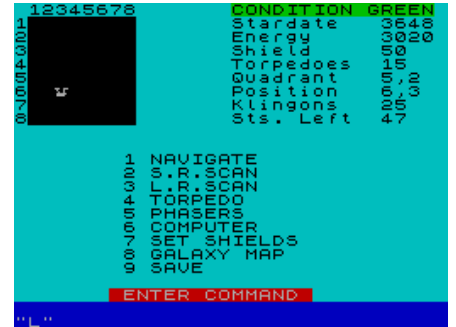 12345678 CONDITION GREEN
1 Stardate 3648
2 Energy 3020
3 Shield 50
4 Torpedoes 15
5 Quadrant 5,2
6 Position 6,3
7 Klingons 25
8 Sts. Left 47
1 NAVIGATE
2 S.R.SCAN
3 L.R.SCAN
4 TORPEDO
5 PHASERS
6 COMPUTER
7 SET SHIELDS
8 GALAXY MAP
9 SAVE
ENTER COMMAND
"L"